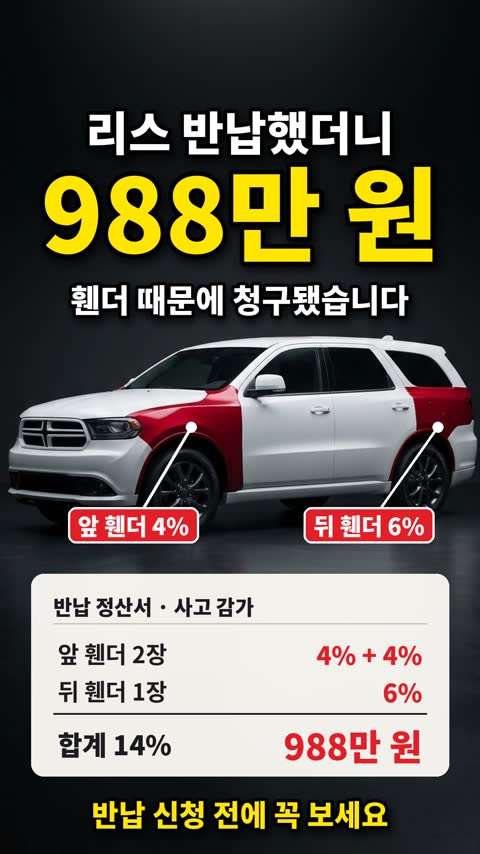 리스 반납했더니
988만 원
휀더 때문에 청구됐습니다
앞 휀더 4%
뒤 휀더 6%
반납 정산서 · 사고 감가
앞 휀더 2장 4% + 4%
뒤 휀더 1장 6%
합계 14% 988만 원
반납 신청 전에 꼭 보세요